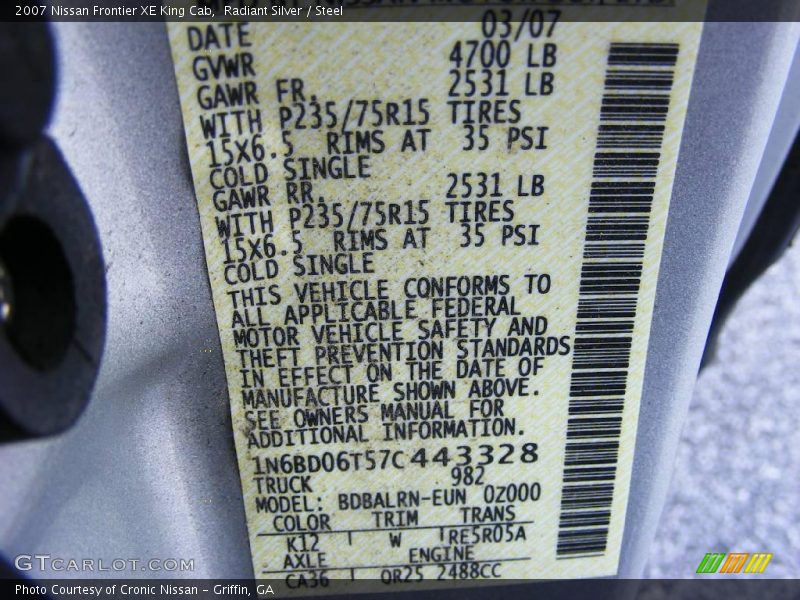 2007 Nissan Frontier XE King Cab, Radiant Silver / Steel
DATE 03/07
GVWR 4700 LB
GAWR FR. 2531 LB
WITH P235/75R15 TIRES
15X6.5 RIMS AT 35 PSI
COLD SINGLE
GAWR RR. 2531 LB
WITH P235/75R15 TIRES
15X6.5 RIMS AT 35 PSI
COLD SINGLE
THIS VEHICLE CONFORMS TO
ALL APPLICABLE FEDERAL
MOTOR VEHICLE SAFETY AND
THEFT PREVENTION STANDARDS
IN EFFECT ON THE DATE OF
MANUFACTURE SHOWN ABOVE.
SEE OWNERS MANUAL FOR
ADDITIONAL INFORMATION.
1N6BD06T57C443328
TRUCK 982
MODEL: BDBALRN-EUN 0Z000
COLOR TRIM TRANS
K12 W RE5R05A
AXLE ENGINE
CA36 QR25 2488CC
GTCARLOT.COM
Photo Courtesy of Cronic Nissan - Griffin, GA